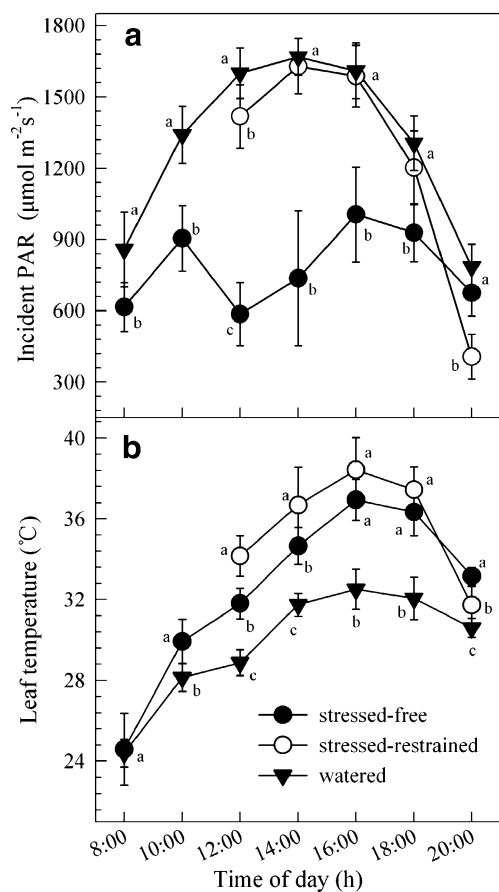 a
1800
1500
1200
900
600
300
Incident PAR (µmol m⁻²s⁻¹)
a
a
a
a
a
a
a
b
b
b
c
b
b
b
b
b
40
36
32
28
24
Leaf temperature (°C)
b
a
a
a
a
a
a
a
a
a
b
b
b
b
b
b
c
c
c
stressed-free
stressed-restrained
watered
8:00
10:00
12:00
14:00
16:00
18:00
20:00
Time of day (h)